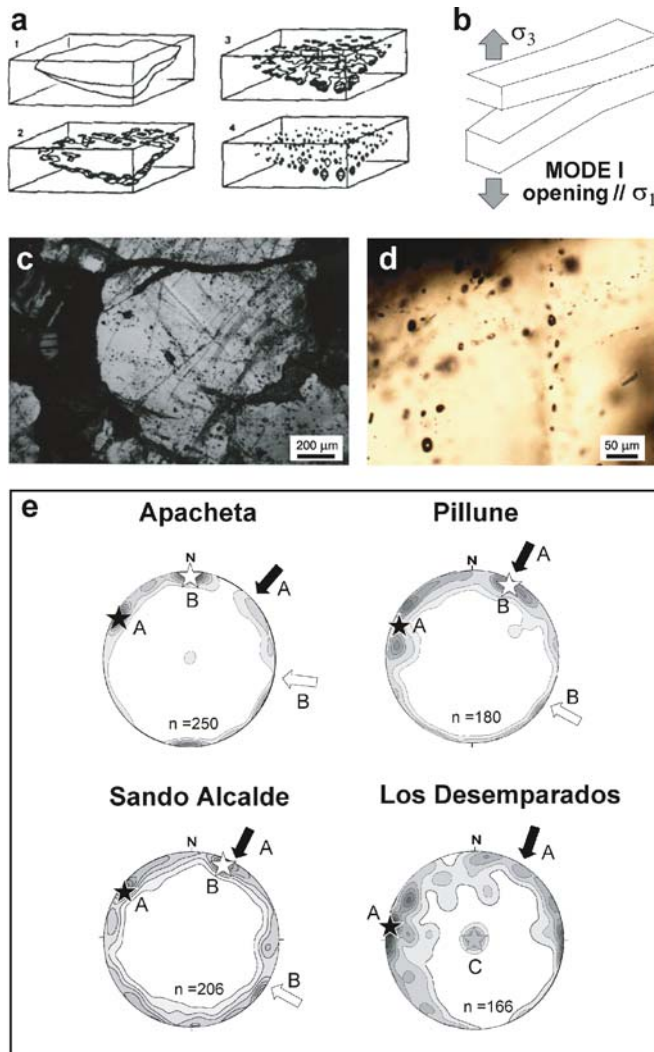 a
1
3
2
4
b
σ3
MODE I
opening // σ1
c
200 µm
d
50 µm
e
Apacheta
N
A
B
A
B
n =250
Pillune
A
B
A
B
n =180
Sando Alcalde
N
A
B
A
B
n =206
Los Desemparados
N
A
A
C
n =166